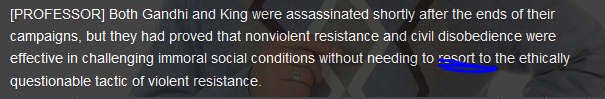 [PROFESSOR] Both Gandhi and King were assassinated shortly after the ends of their
campaigns, but they had proved that nonviolent resistance and civil disobedience were
effective in challenging immoral social conditions without needing to resort to the ethically
questionable tactic of violent resistance.